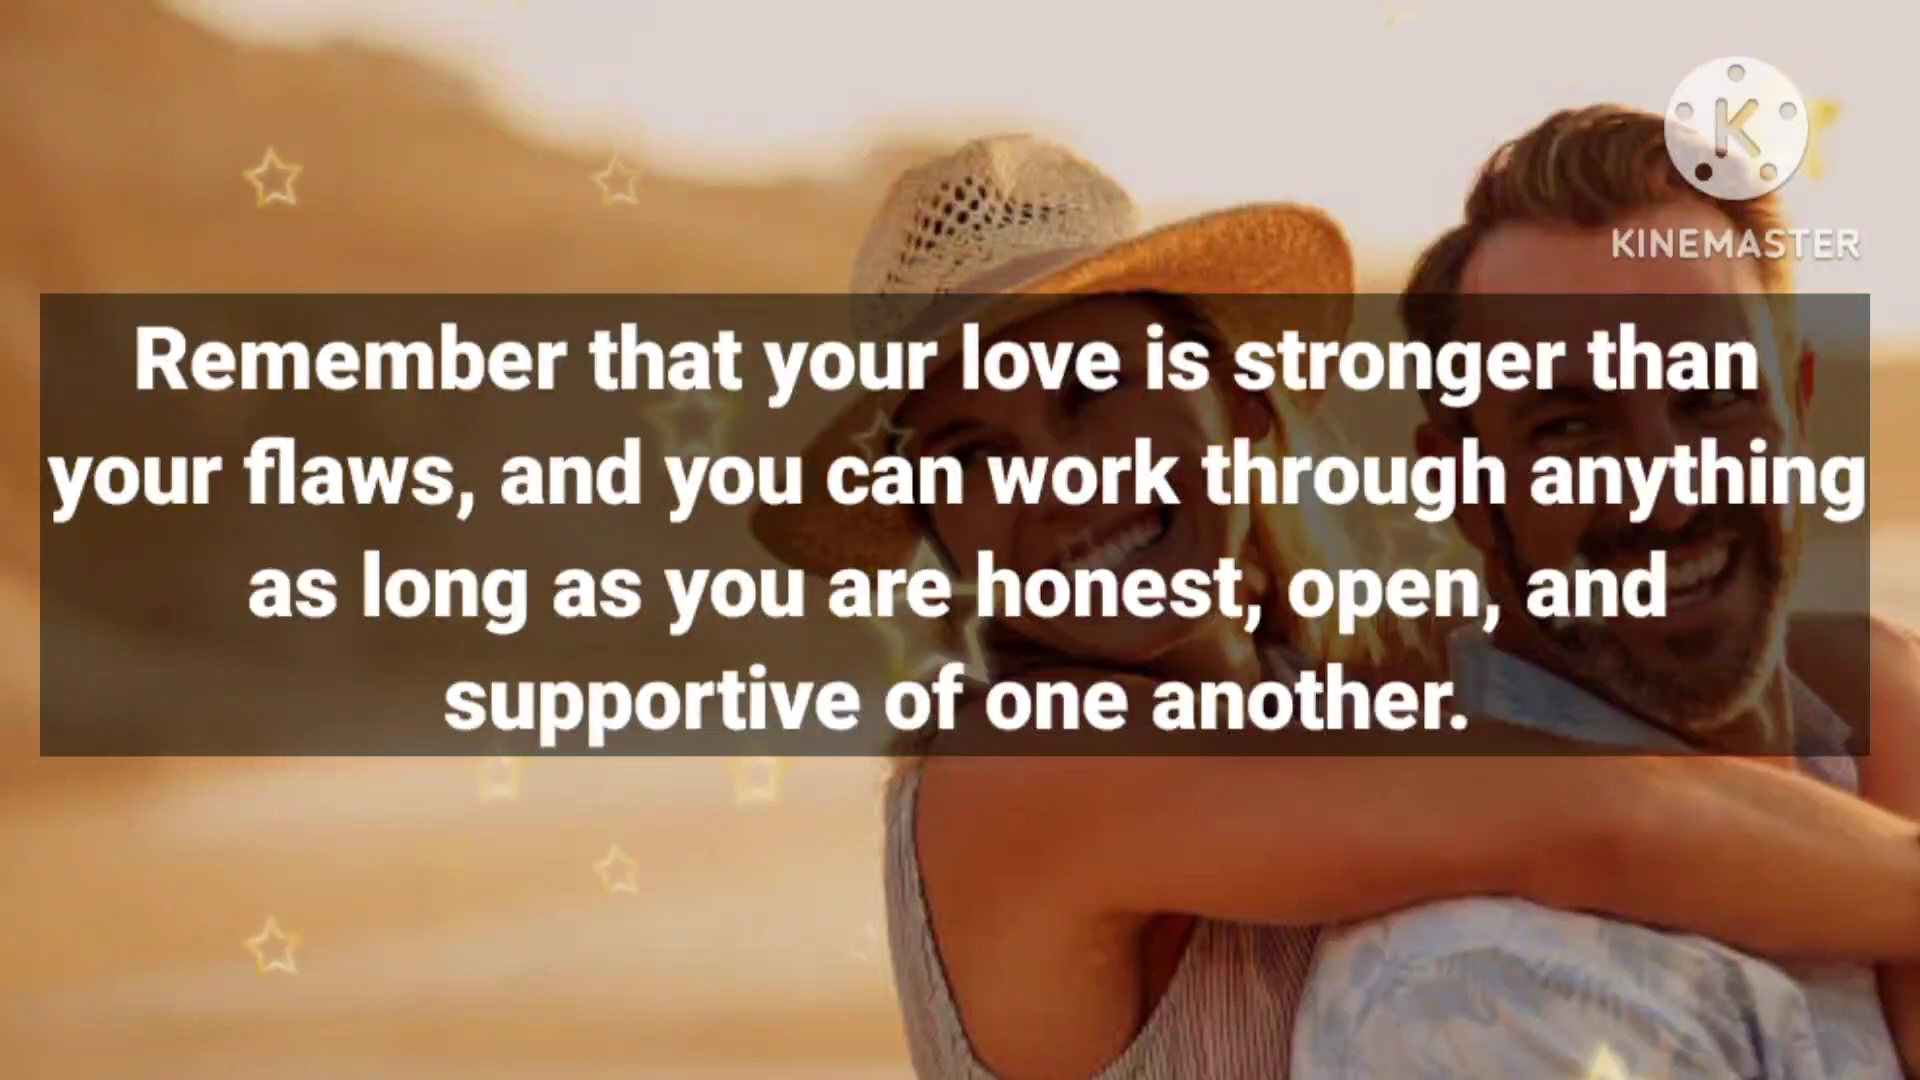 K
KINEMASTER
Remember that your love is stronger than
your flaws, and you can work through anything
as long as you are honest, open, and
supportive of one another.